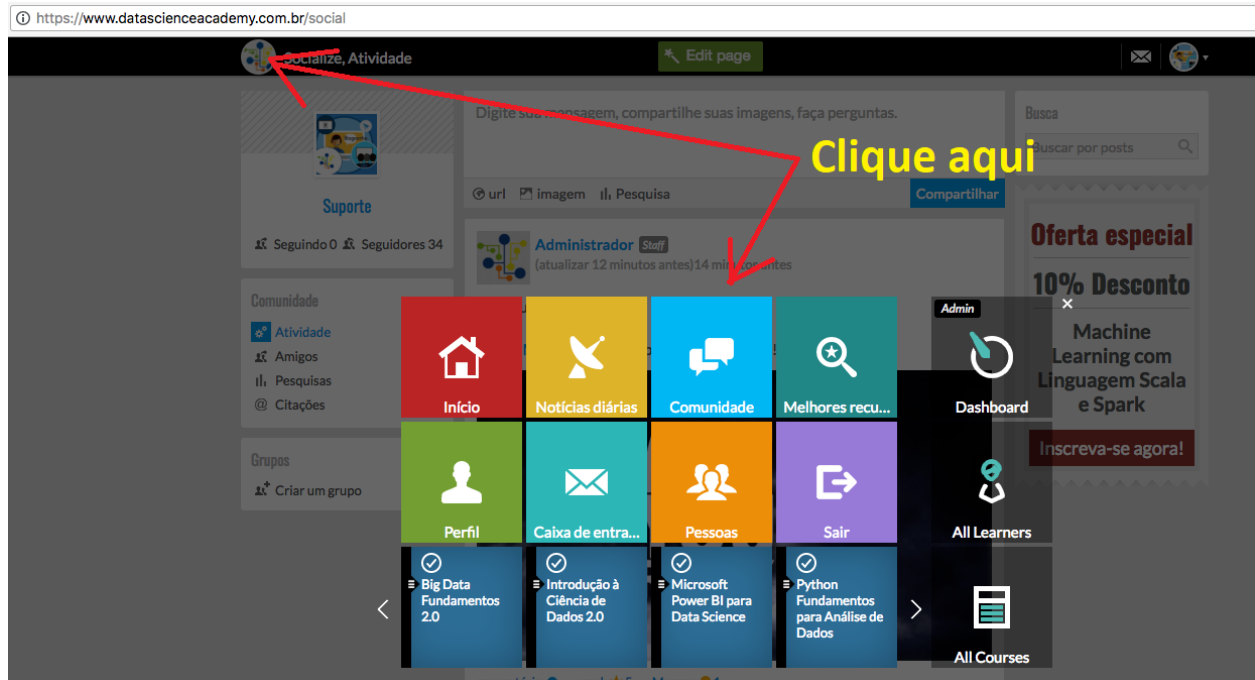 https://www.datascienceacademy.com.br/social
Socialize, Atividade
Edit page
Suporte
Seguindo 0 Seguidores 34
Comunidade
Atividade
Amigos
Pesquisas
@ Citações
Grupos
Criar um grupo
Digite sua mensagem, compartilhe suas imagens, faça perguntas.
url imagem Pesquisa
Compartilhar
Clique aqui
Administrador Staff
(atualizar 12 minutos antes)14 minutos antes
Busca
Buscar por posts
Oferta especial
10% Desconto
Machine
Learning com
Linguagem Scala
e Spark
Inscreva-se agora!
Início
Notícias diárias
Comunidade
Melhores recu...
Perfil
Caixa de entra...
Pessoas
Sair
Big Data
Fundamentos
2.0
Introdução à
Ciência de
Dados 2.0
Microsoft
Power BI para
Data Science
Python
Fundamentos
para Análise de
Dados
Admin
Dashboard
All Learners
All Courses